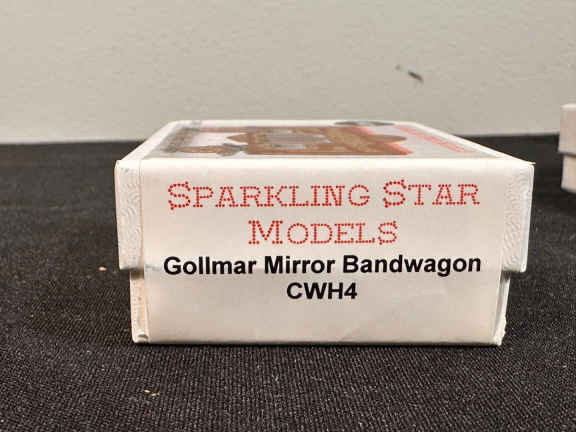 SPARKLING STAR
MODELS
Gollmar Mirror Bandwagon
CWH4